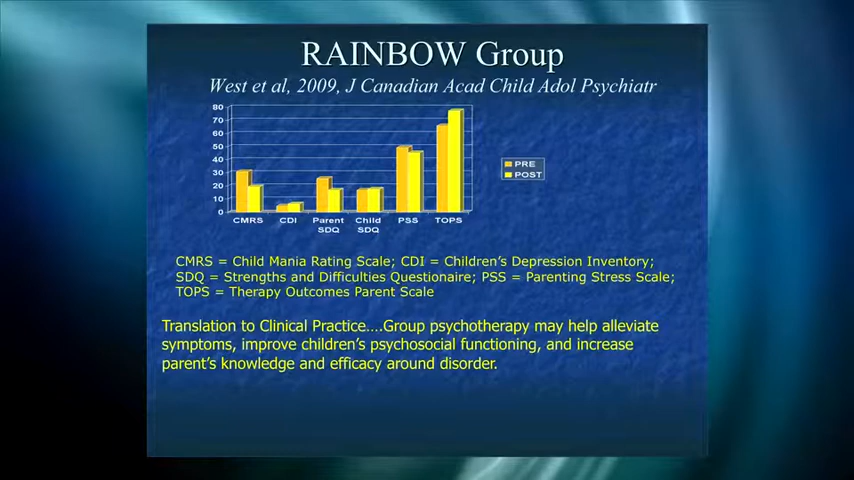 RAINBOW Group
West et al, 2009, J Canadian Acad Child Adol Psychiatr
80
70
60
50
40
30
20
10
0
CMRS CDI Parent SDQ Child SDQ PSS TOPS
PRE
POST
CMRS = Child Mania Rating Scale; CDI = Children's Depression Inventory;
SDQ = Strengths and Difficulties Questionaire; PSS = Parenting Stress Scale;
TOPS = Therapy Outcomes Parent Scale
Translation to Clinical Practice....Group psychotherapy may help alleviate
symptoms, improve children's psychosocial functioning, and increase
parent's knowledge and efficacy around disorder.